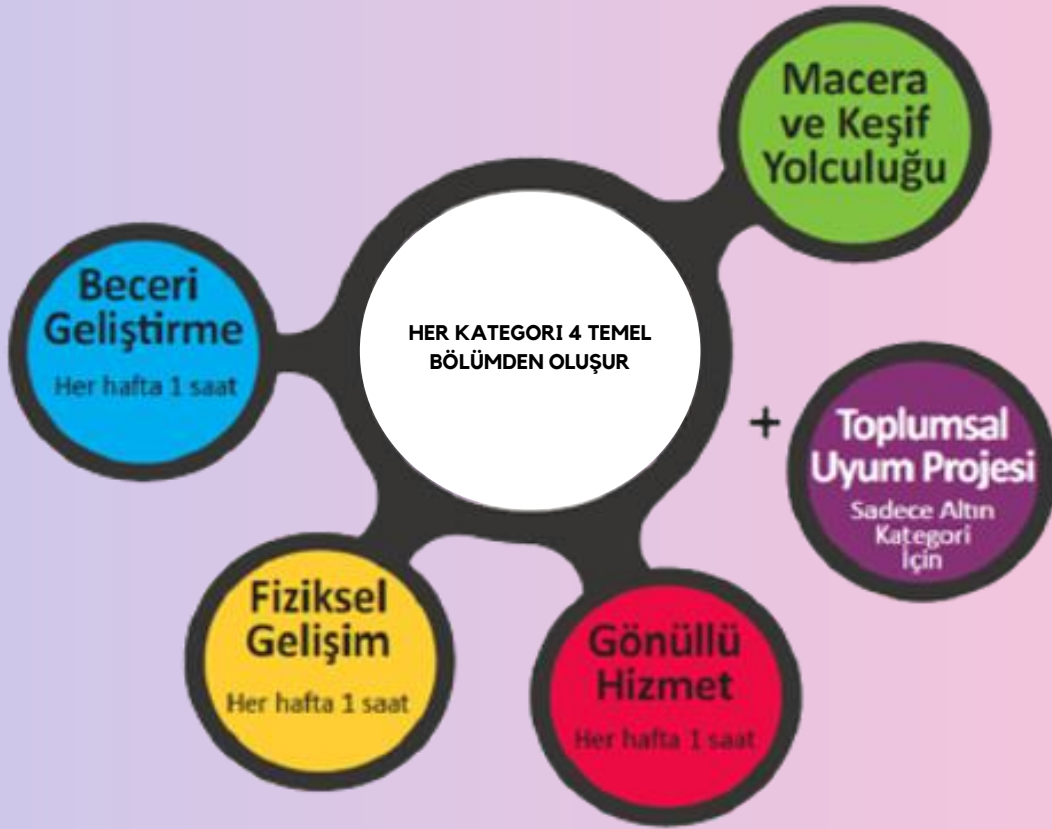 Macera
ve Keşif
Yolculuğu
Beceri
Geliştirme
Her hafta 1 saat
HER KATEGORI 4 TEMEL
BÖLÜMDEN OLUŞUR
+
Toplumsal
Uyum Projesi
Sadece Altın
Kategori
İçin
Fiziksel
Gelişim
Her hafta 1 saat
Gönüllü
Hizmet
Her hafta 1 saat